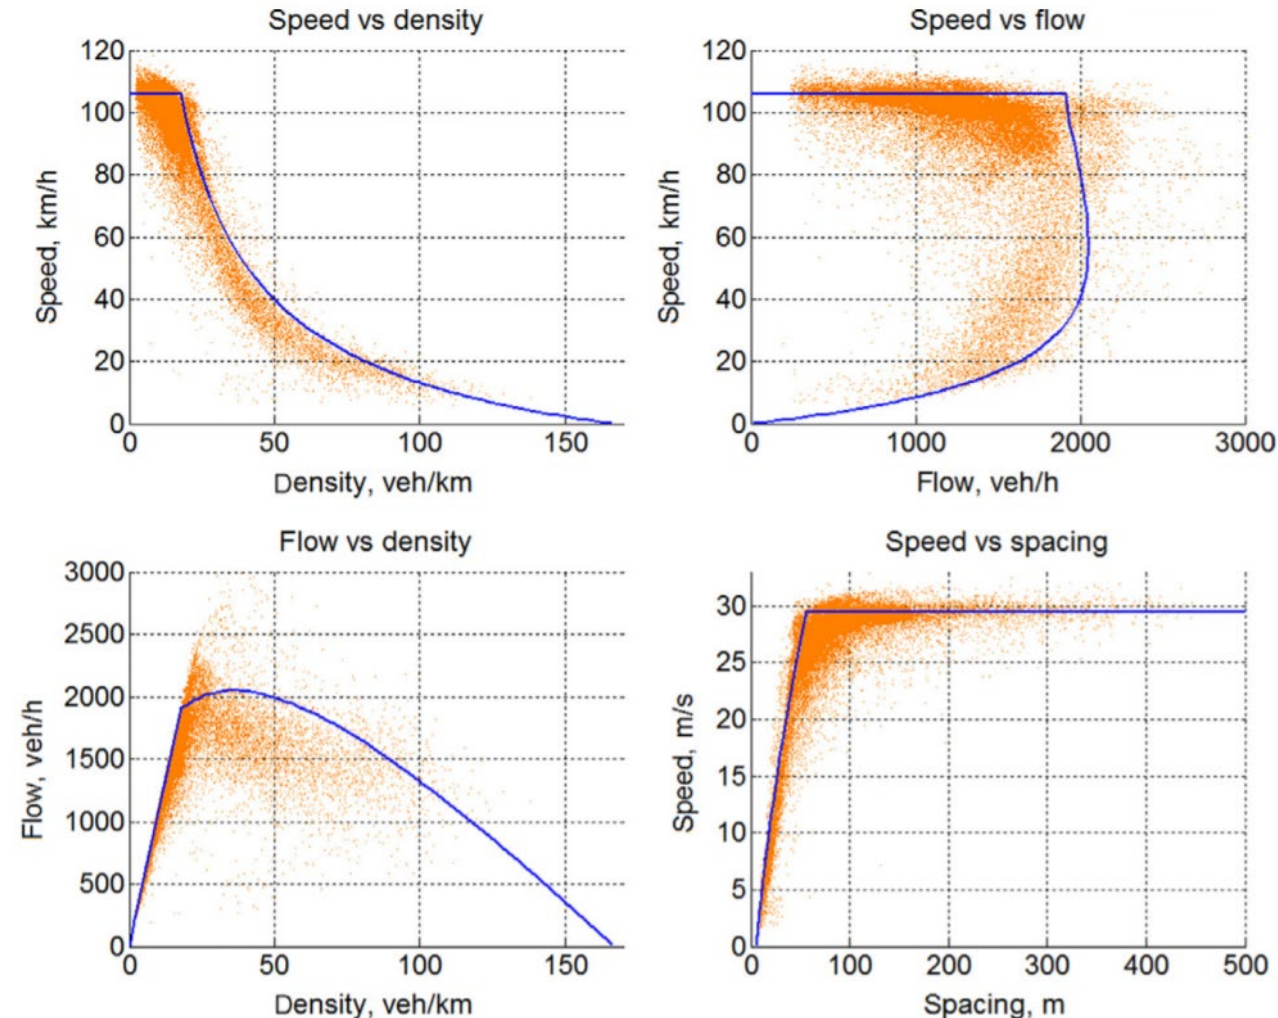 Speed vs density
120
100
80
60
40
20
0
Speed, km/h
0 50 100 150
Density, veh/km
Speed vs flow
120
100
80
60
40
20
0
Speed, km/h
0 1000 2000 3000
Flow, veh/h
Flow vs density
3000
2500
2000
1500
1000
500
0
Flow, veh/h
0 50 100 150
Density, veh/km
Speed vs spacing
30
25
20
15
10
5
0
Speed, m/s
0 100 200 300 400 500
Spacing, m